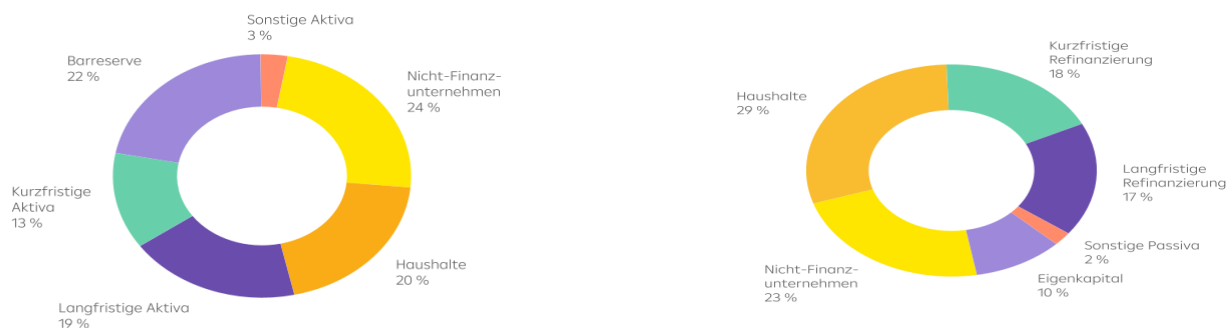 Sonstige Aktiva
3 %
Nicht-Finanz-
unternehmen
24 %
Haushalte
20 %
Langfristige Aktiva
19 %
Kurzfristige
Aktiva
13 %
Barreserve
22 %
Kurzfristige
Refinanzierung
18 %
Langfristige
Refinanzierung
17 %
Sonstige Passiva
2 %
Eigenkapital
10 %
Nicht-Finanz-
unternehmen
23 %
Haushalte
29 %